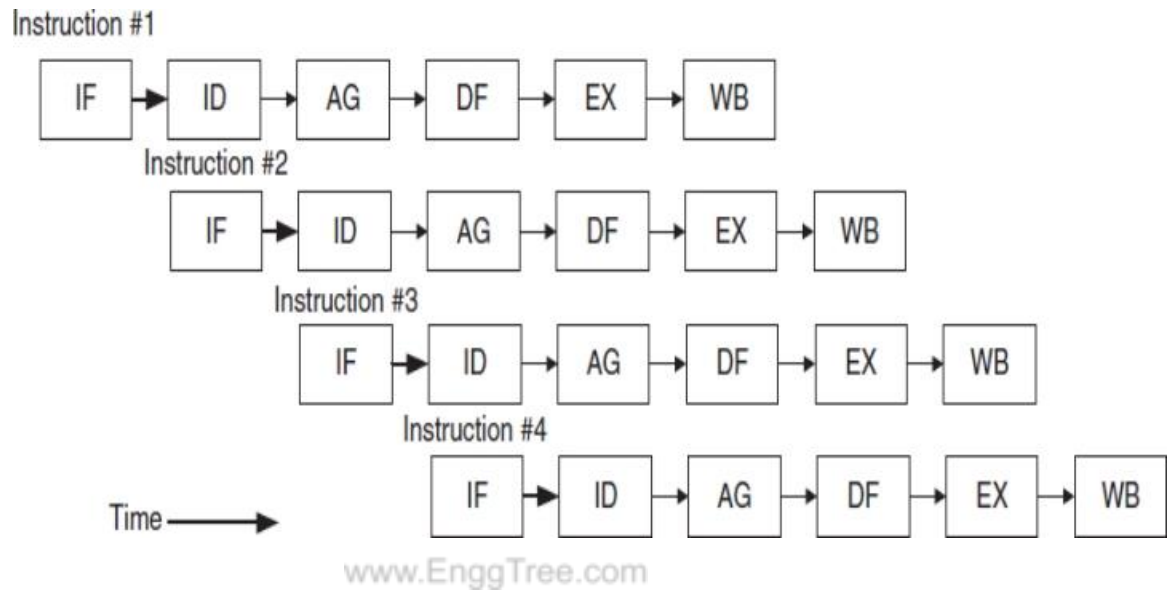 Instruction #1
IF ID AG DF EX WB
Instruction #2
IF ID AG DF EX WB
Instruction #3
IF ID AG DF EX WB
Instruction #4
IF ID AG DF EX WB
Time
www.EnggTree.com